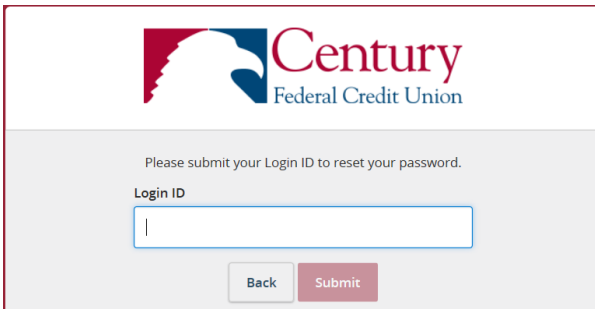 Century
Federal Credit Union
Please submit your Login ID to reset your password.
Login ID
Back
Submit